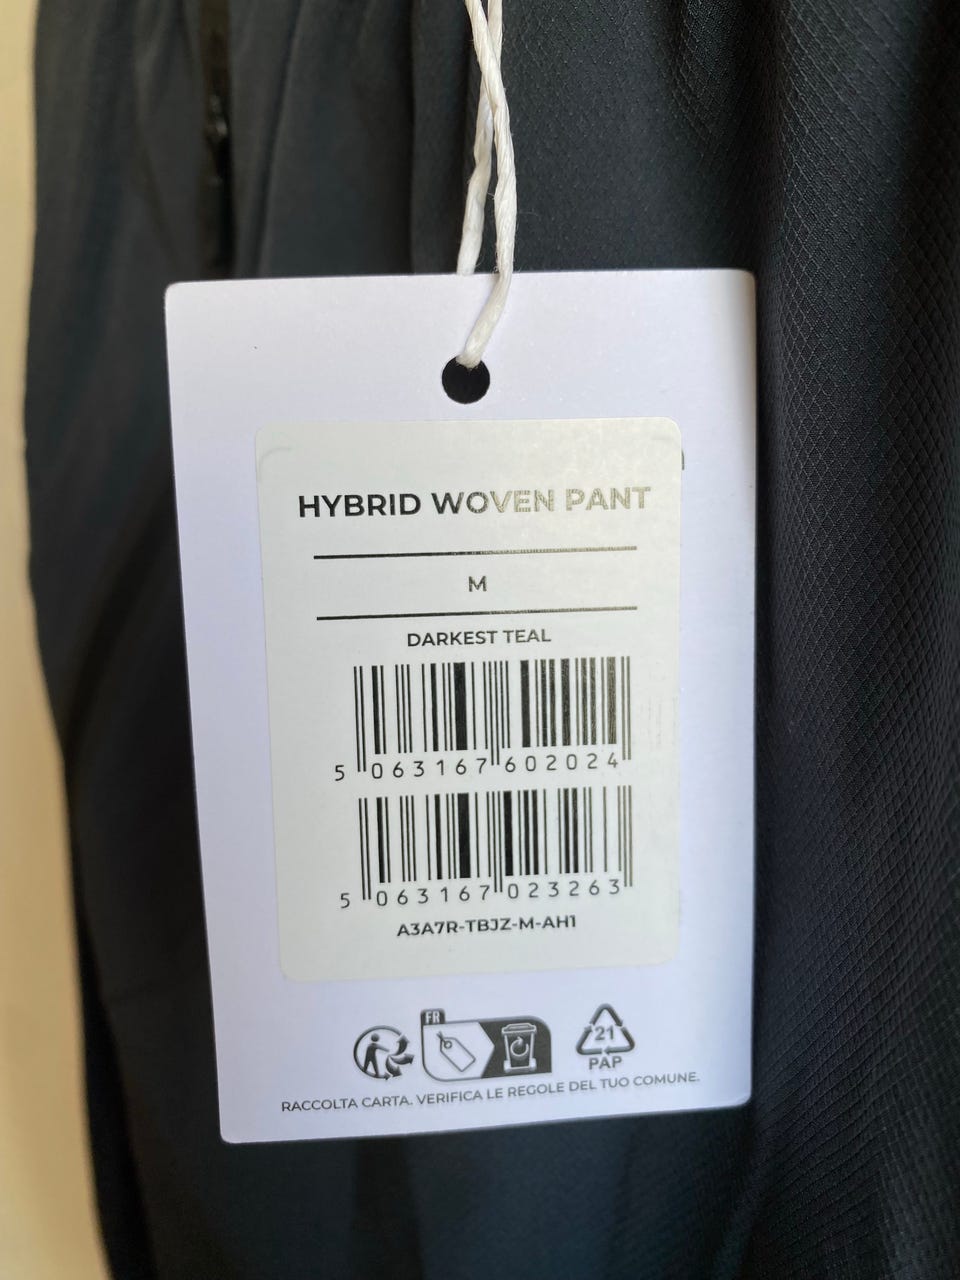 HYBRID WOVEN PANT
M
DARKEST TEAL
5 063167 602024
5 063167 023263
A3A7R-TBJZ-M-AH1
FR
21
PAP
RACCOLTA CARTA. VERIFICA LE REGOLE DEL TUO COMUNE.